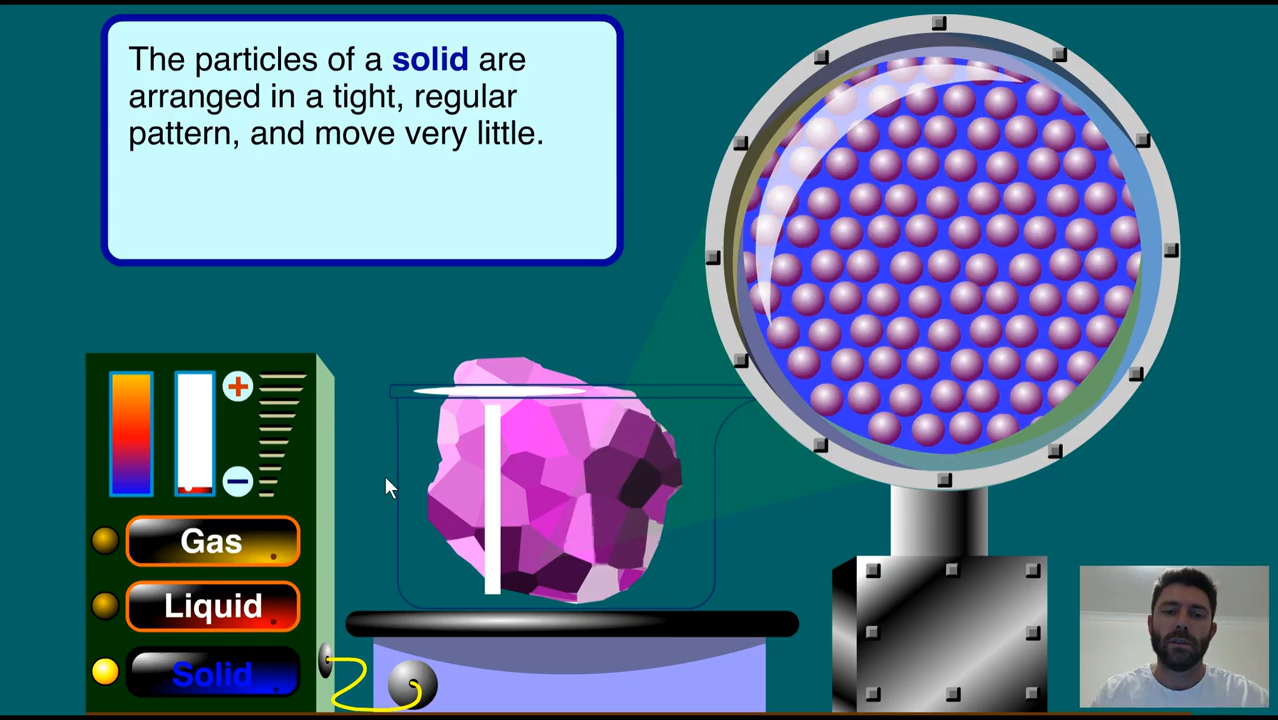 The particles of a solid are
arranged in a tight, regular
pattern, and move very little.
+
−
Gas
Liquid
Solid